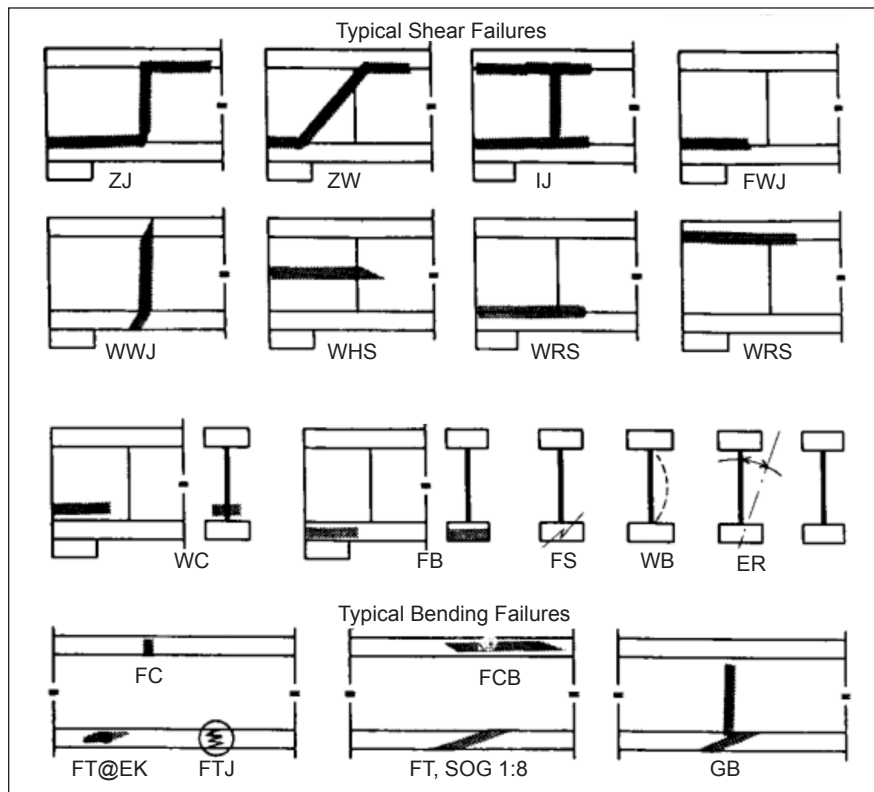 Typical Shear Failures
ZJ ZW IJ FWJ
WWJ WHS WRS WRS
WC FB FS WB ER
Typical Bending Failures
FC FCB
FT@EK FTJ FT, SOG 1:8 GB